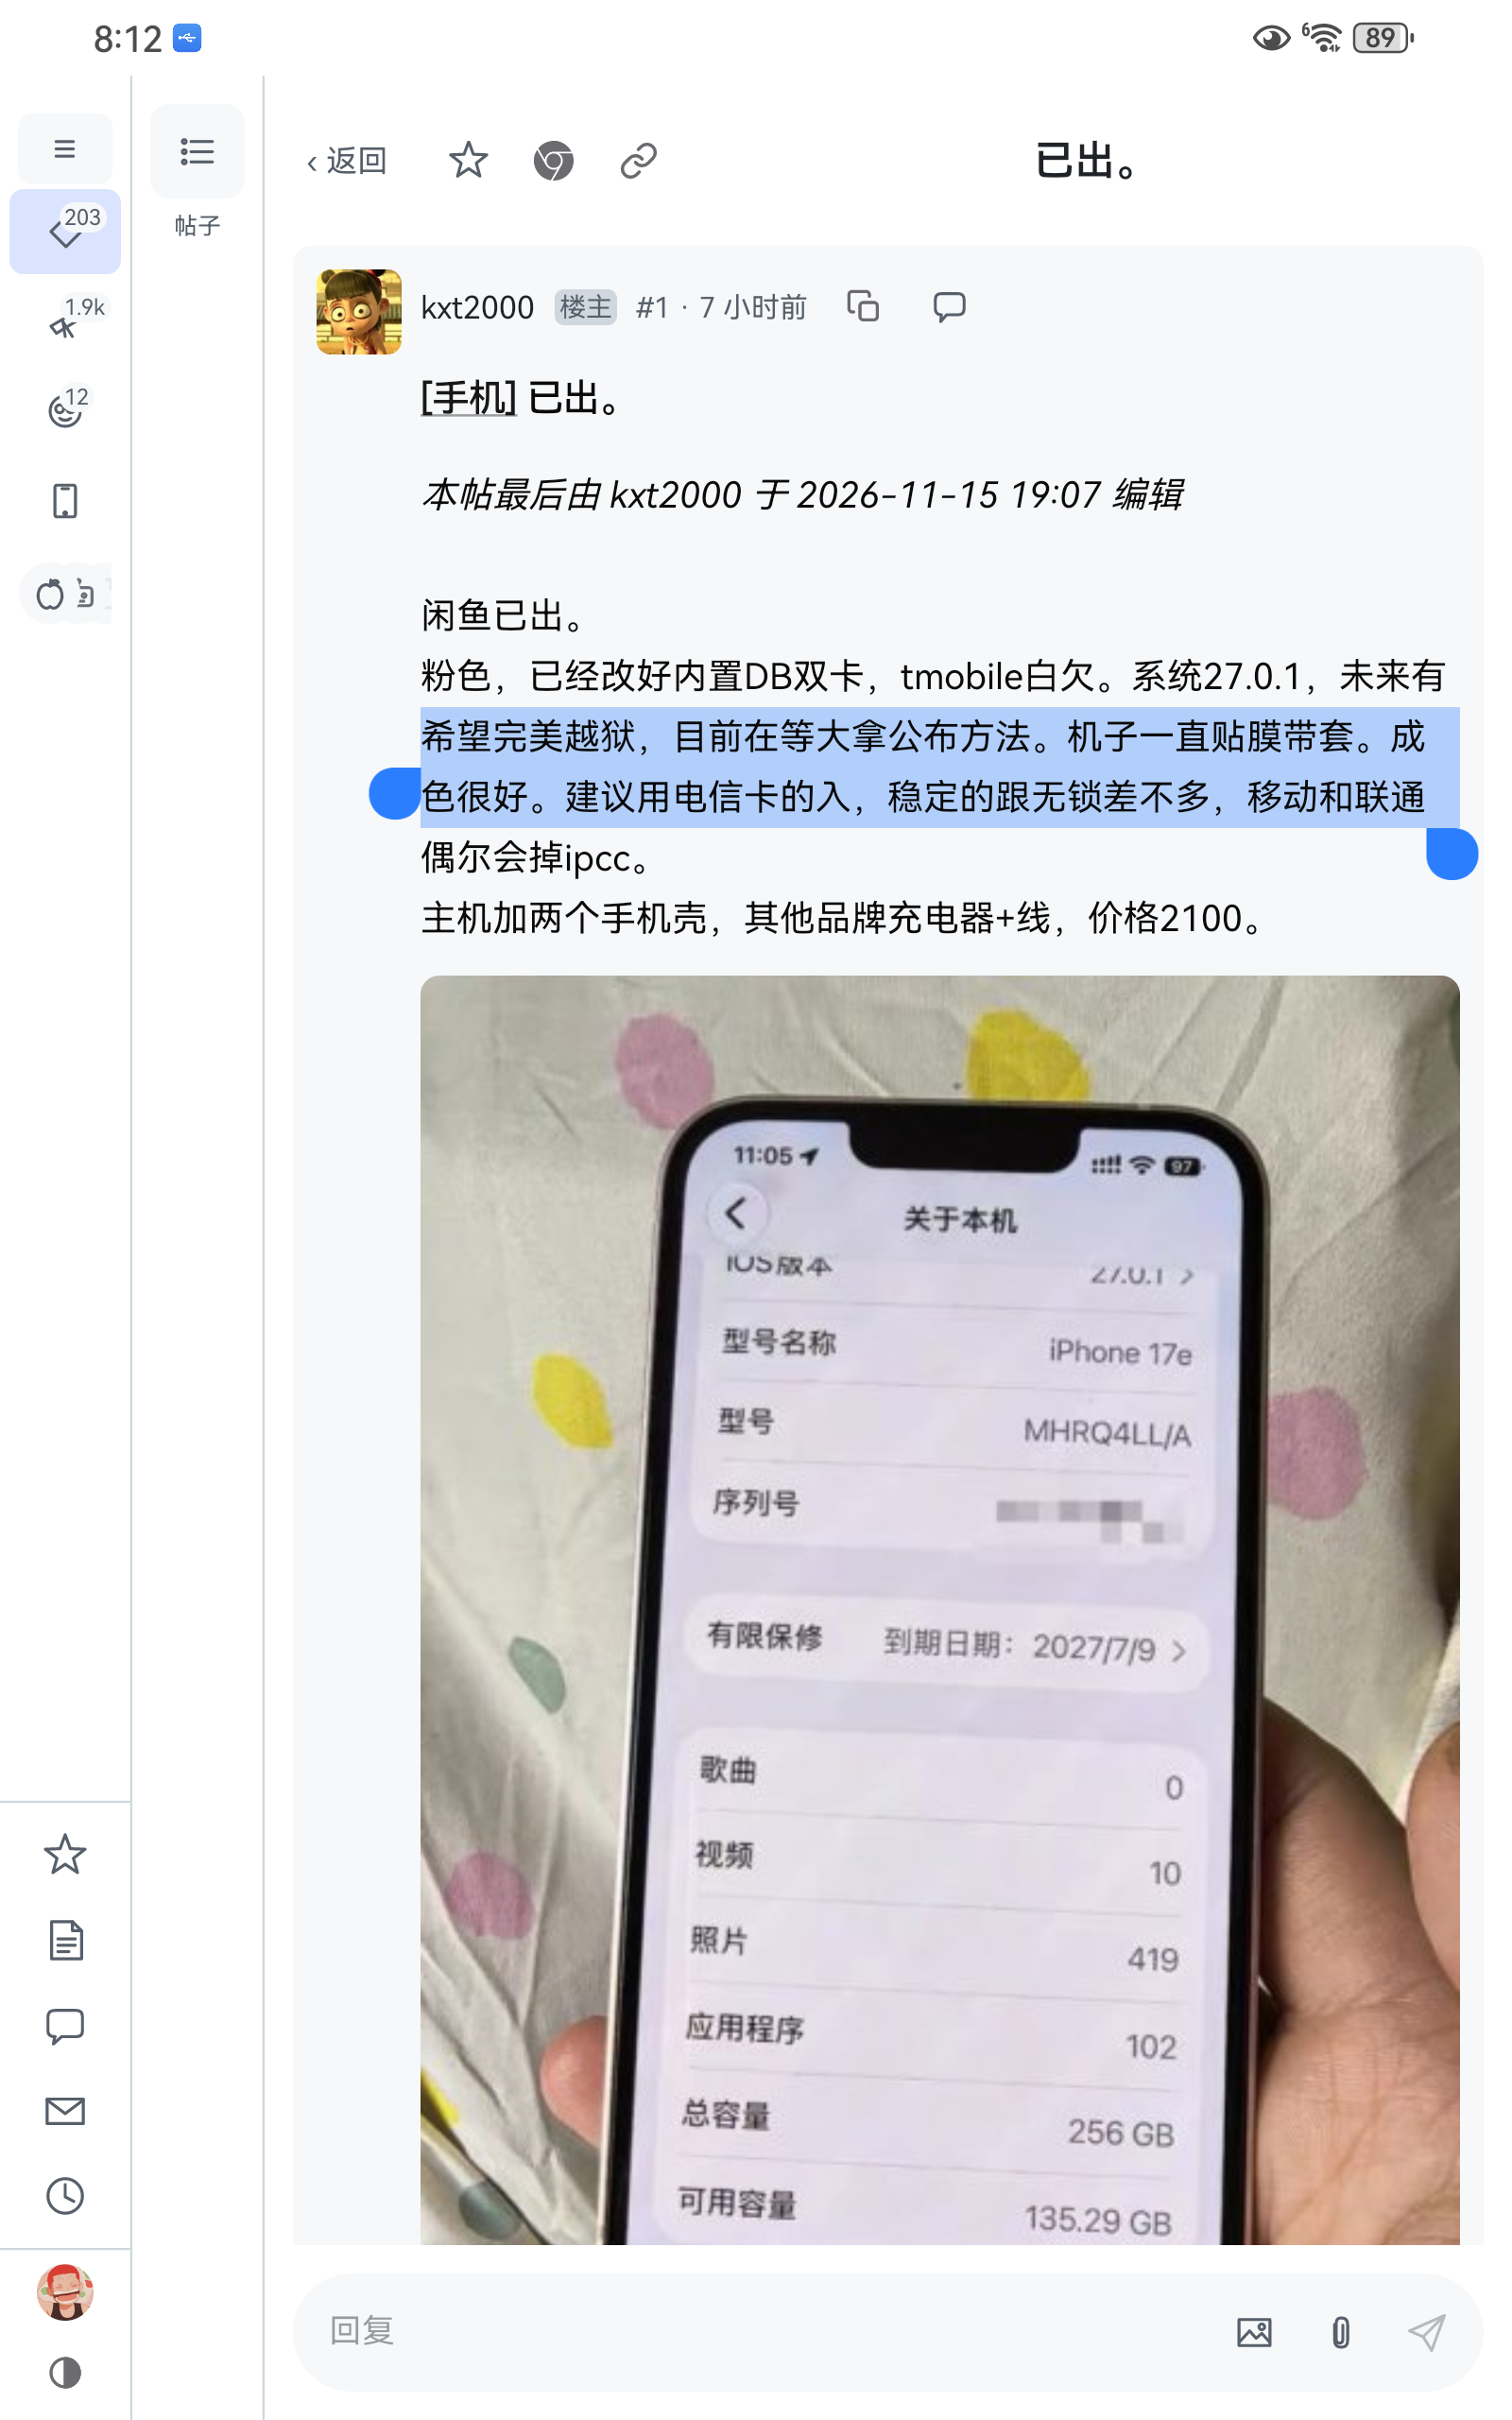 8:12
6
89
203
1.9k
12
帖子
‹ 返回
已出。
kxt2000 楼主 #1 · 7 小时前
[手机] 已出。
本帖最后由 kxt2000 于 2026-11-15 19:07 编辑
闲鱼已出。
粉色，已经改好内置DB双卡，tmobile白欠。系统27.0.1，未来有
希望完美越狱，目前在等大拿公布方法。机子一直贴膜带套。成
色很好。建议用电信卡的入，稳定的跟无锁差不多，移动和联通
偶尔会掉ipcc。
主机加两个手机壳，其他品牌充电器+线，价格2100。
11:05
97
关于本机
iOS版本 27.0.1
型号名称 iPhone 17e
型号 MHRQ4LL/A
序列号
有限保修 到期日期：2027/7/9
歌曲 0
视频 10
照片 419
应用程序 102
总容量 256 GB
可用容量 135.29 GB
回复